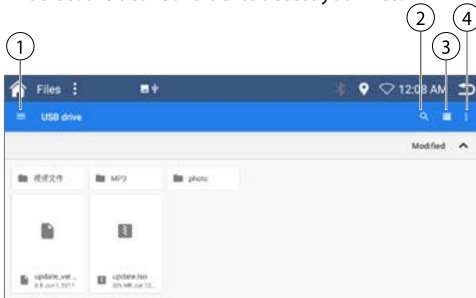 2 4
1 3
Files 12:08 AM
USB drive
Modified
视频文件 MP3 photo
update_ver... update.iso